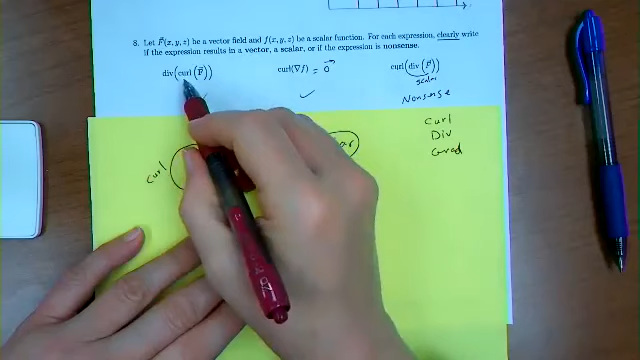 8. Let F⃗(x, y, z) be a vector field and f(x, y, z) be a scalar function. For each expression, clearly write
if the expression results in a vector, a scalar, or if the expression is nonsense.
div(curl(F⃗)) curl(∇f) = 0⃗ curl(div(F⃗))
scalar
✓ Nonsense
Curl
Div
Grad
curl